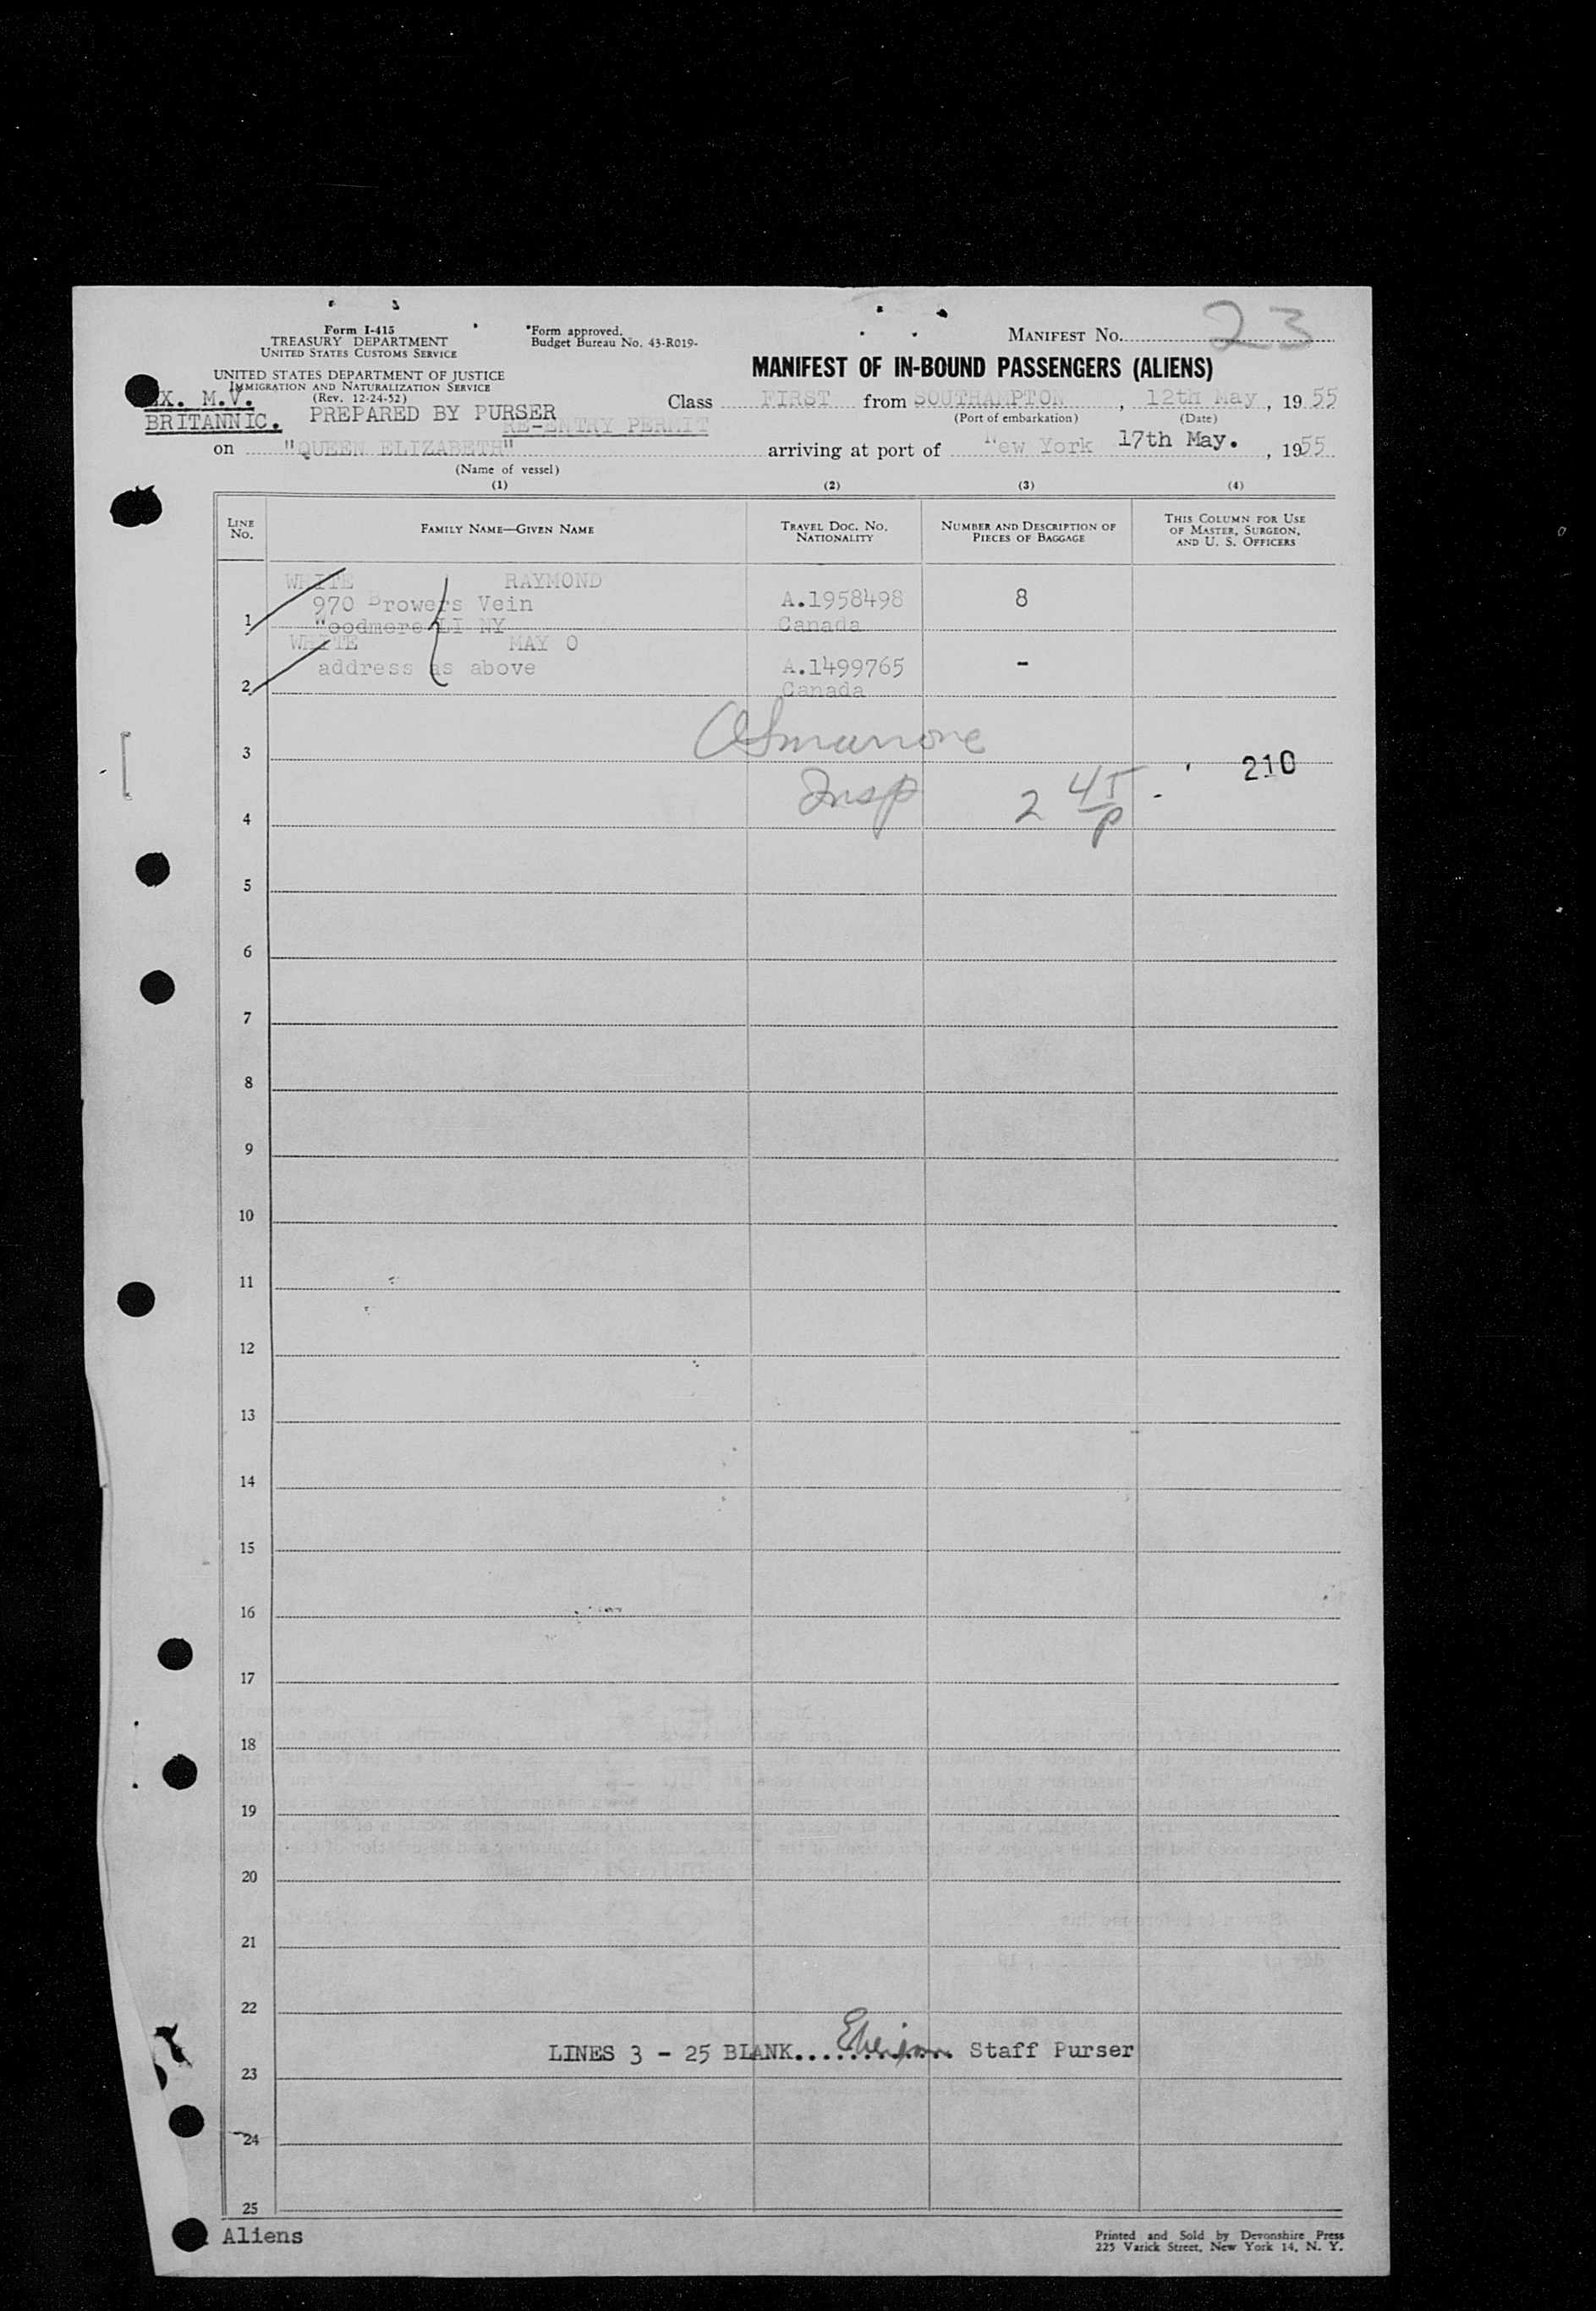 Form I-415
TREASURY DEPARTMENT
UNITED STATES CUSTOMS SERVICE
UNITED STATES DEPARTMENT OF JUSTICE
IMMIGRATION AND NATURALIZATION SERVICE
(Rev. 12-24-52)
*Form approved.
Budget Bureau No. 43-R019-
MANIFEST No. 23
MANIFEST OF IN-BOUND PASSENGERS (ALIENS)
EX. M.V.
BRITANNIC. PREPARED BY PURSER
RE-ENTRY PERMIT
Class FIRST from SOUTHAMPTON, 12th May, 1955
(Port of embarkation) (Date)
on "QUEEN ELIZABETH" arriving at port of New York 17th May. , 1955
(Name of vessel)
(1) (2) (3) (4)
LINE No. FAMILY NAME—GIVEN NAME TRAVEL DOC. NO. NATIONALITY NUMBER AND DESCRIPTION OF PIECES OF BAGGAGE THIS COLUMN FOR USE OF MASTER, SURGEON, AND U. S. OFFICERS
WHITE RAYMOND
970 Browers Vein A.1958498 8
1 Woodmere LI NY Canada
WHITE MAY O
address as above A.1499765 -
2 Canada
3 210
Insp 2 45/p -
4
5
6
7
8
9
10
11
12
13
14
15
16
17
18
19
20
21
22
LINES 3 - 25 BLANK............. Staff Purser
23
24
25
Aliens
Printed and Sold by Devonshire Press
225 Varick Street, New York 14, N. Y.